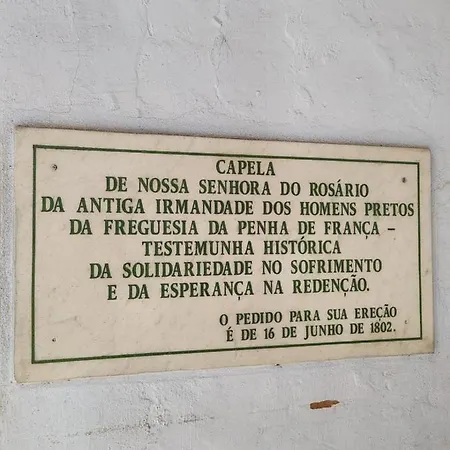 CAPELA
DE NOSSA SENHORA DO ROSÁRIO
DA ANTIGA IRMANDADE DOS HOMENS PRETOS
DA FREGUESIA DA PENHA DE FRANÇA –
TESTEMUNHA HISTÓRICA
DA SOLIDARIEDADE NO SOFRIMENTO
E DA ESPERANÇA NA REDENÇÃO.
O PEDIDO PARA SUA EREÇÃO
É DE 16 DE JUNHO DE 1802.